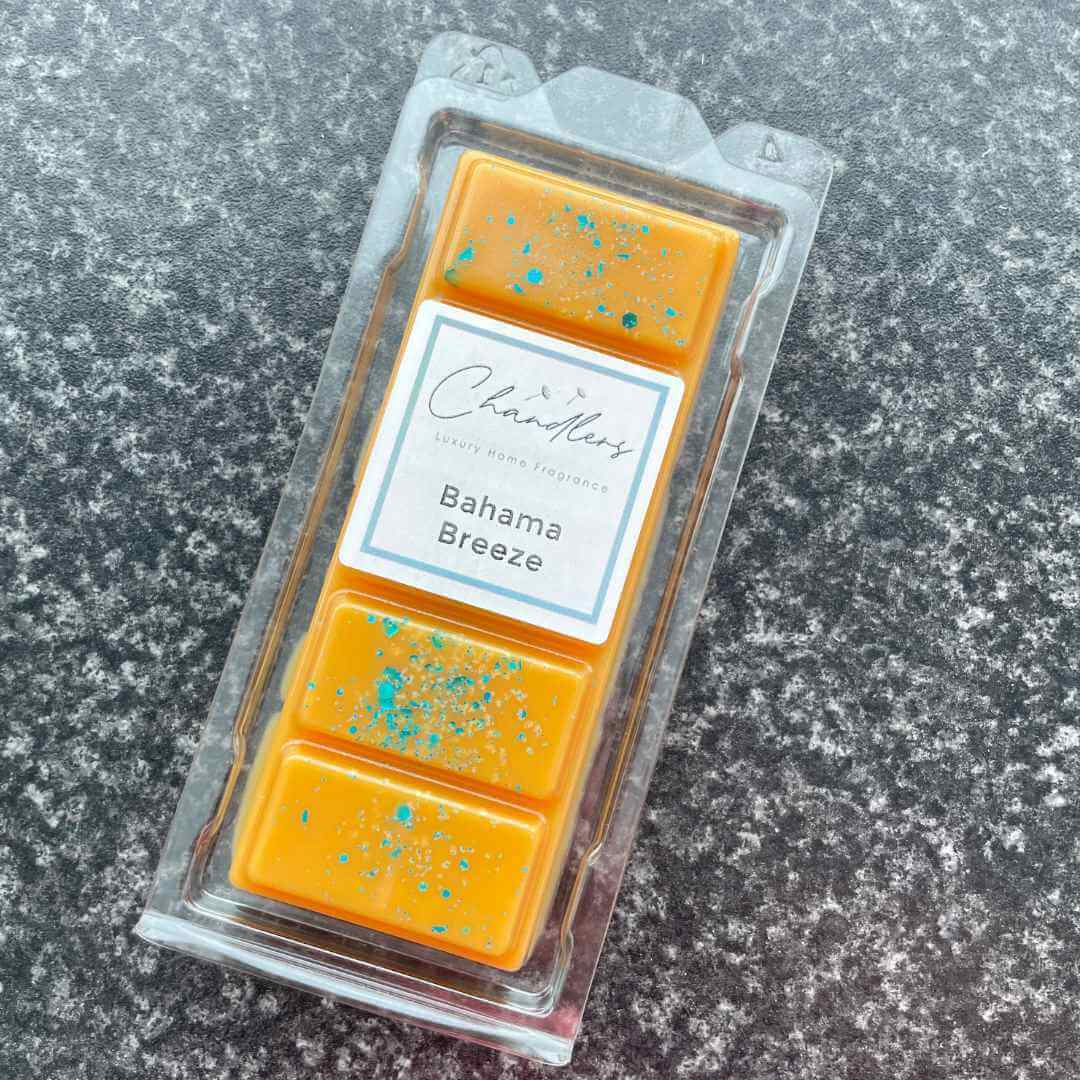 Chandlers
Luxury Home Fragrance
Bahama
Breeze